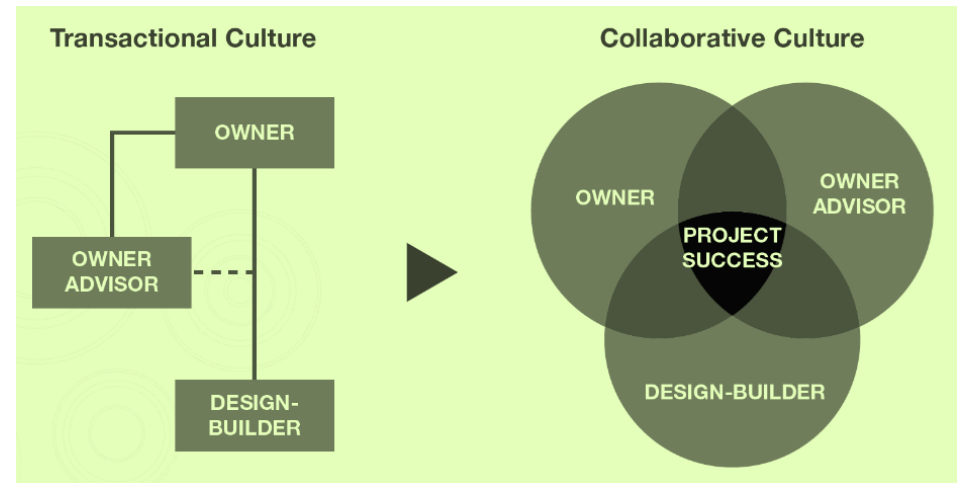 Transactional Culture
OWNER
OWNER
ADVISOR
DESIGN-
BUILDER
Collaborative Culture
OWNER
OWNER
ADVISOR
PROJECT
SUCCESS
DESIGN-BUILDER